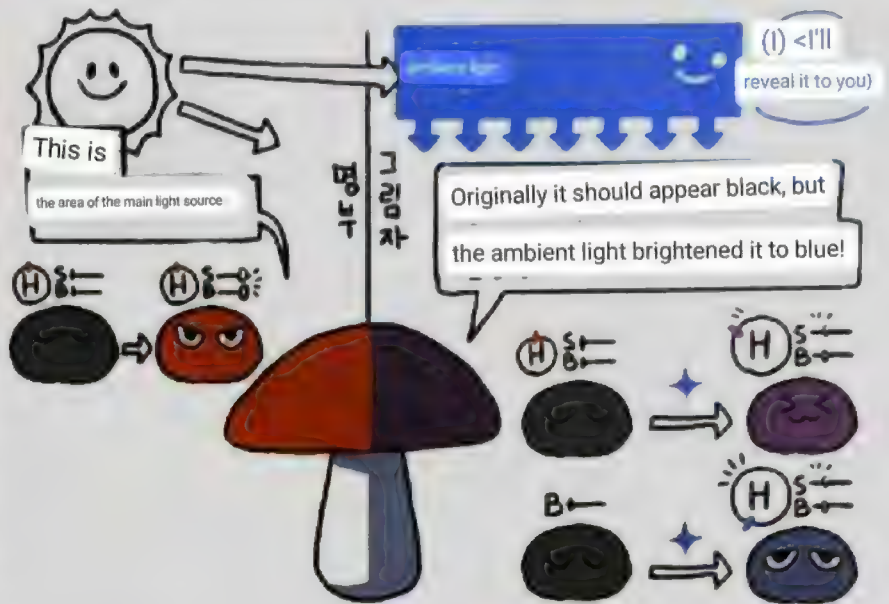 This is
the area of the main light source
(I) <I'll
reveal it to you)
명부
그림자
Originally it should appear black, but
the ambient light brightened it to blue!
H S B
H S B
H S B
H S B
B
H S B